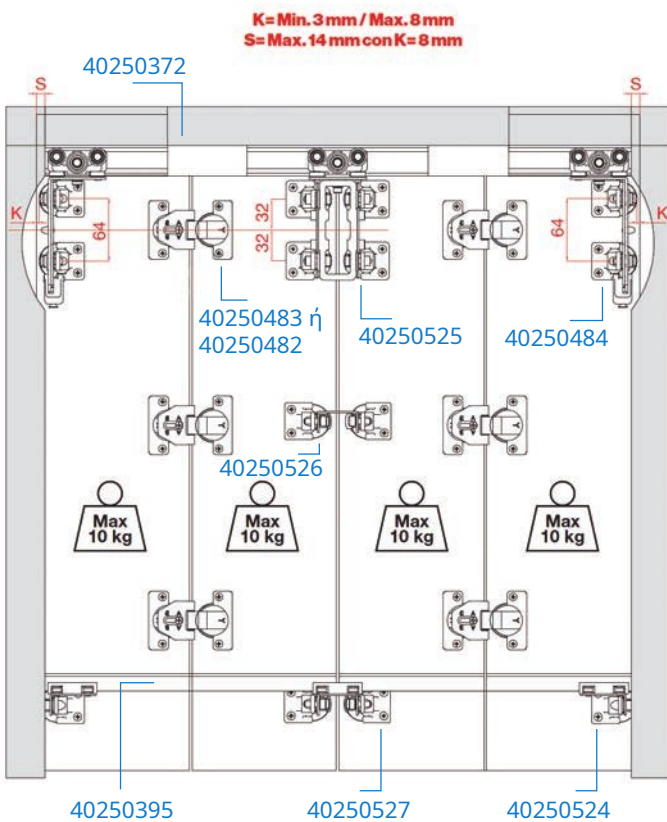 K= Min. 3 mm / Max. 8 mm
S= Max. 14 mm con K= 8 mm
40250372
S
S
K
64
32
32
64
K
40250483 ή
40250482
40250525
40250484
40250526
Max
10 kg
Max
10 kg
Max
10 kg
Max
10 kg
40250395
40250527
40250524